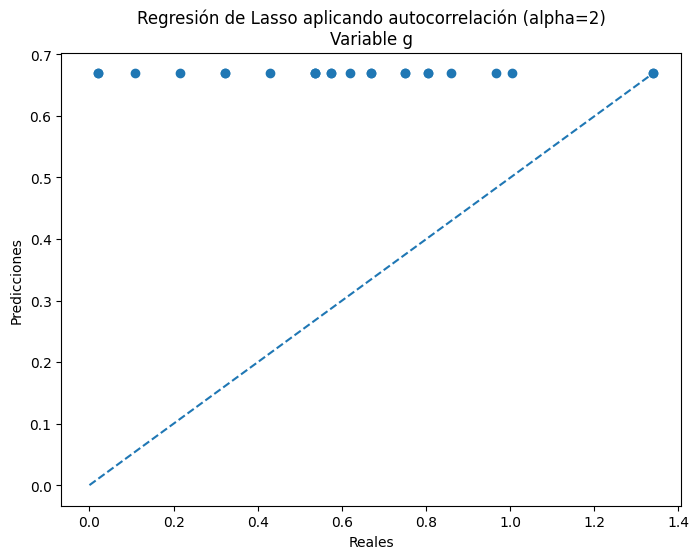 Regresión de Lasso aplicando autocorrelación (alpha=2)
Variable g
0.7
0.6
0.5
0.4
0.3
0.2
0.1
0.0
Predicciones
0.0 0.2 0.4 0.6 0.8 1.0 1.2 1.4
Reales